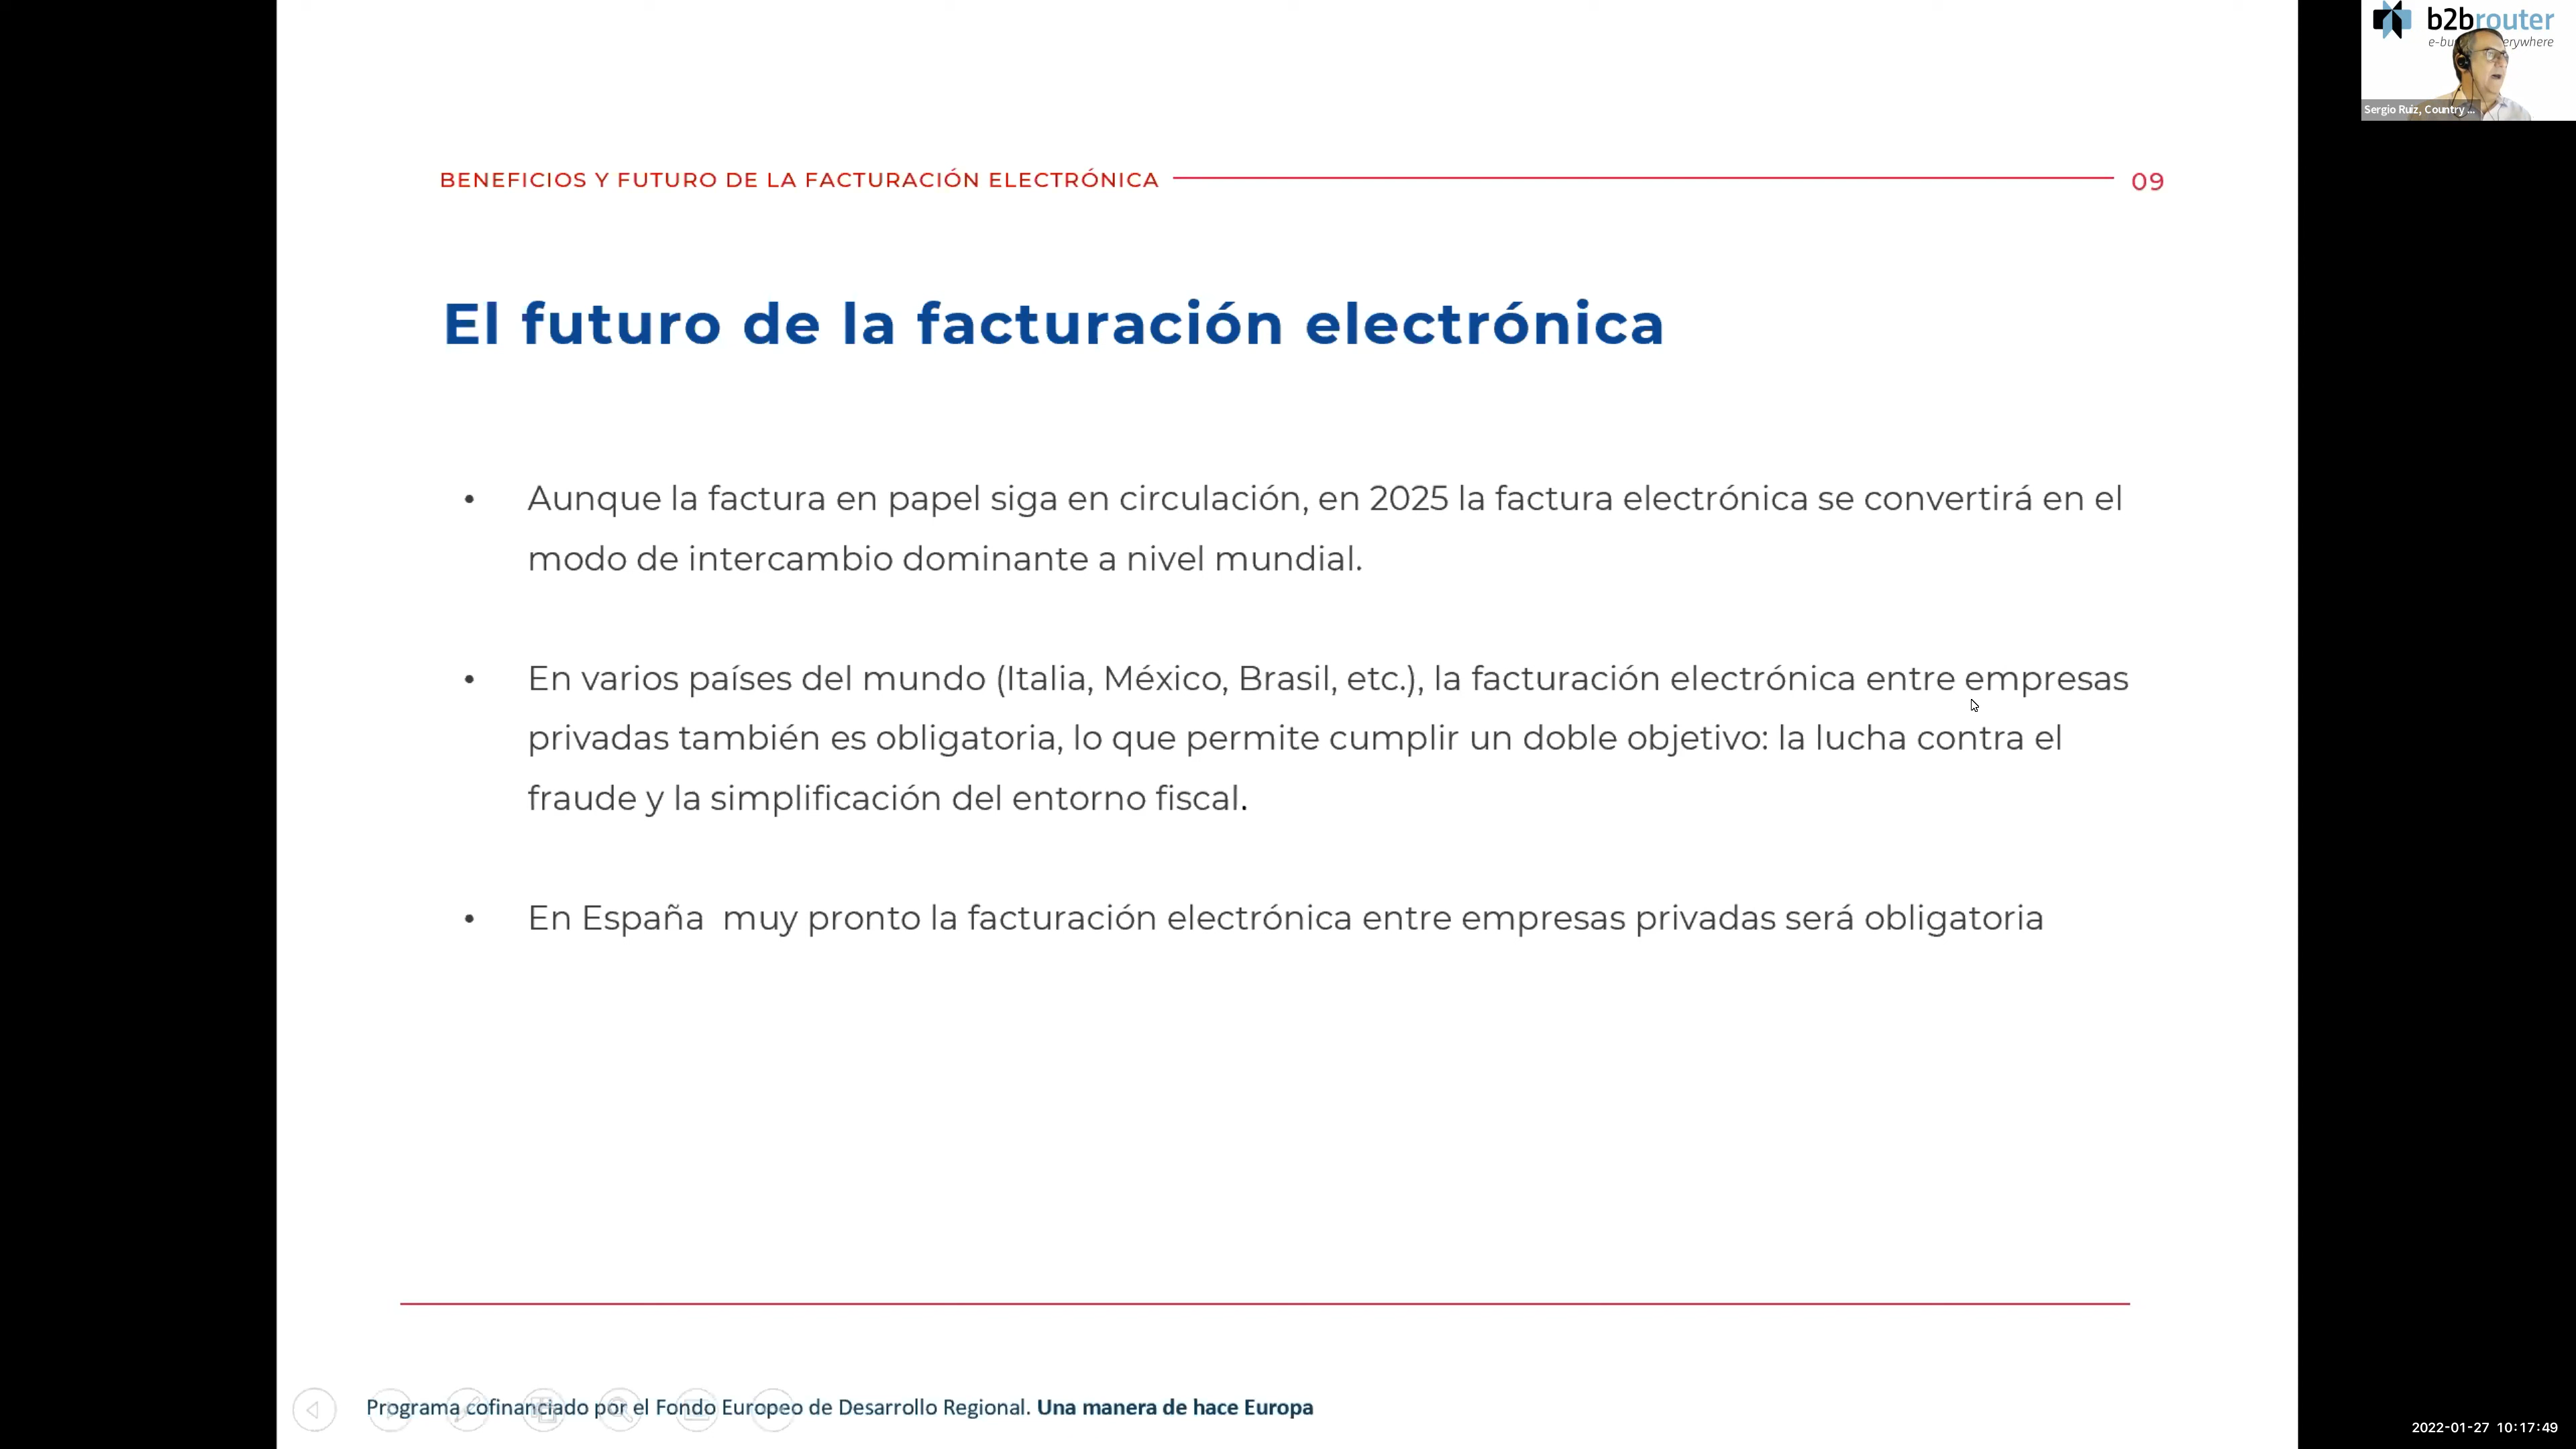 b2brouter
e-bu erywhere
Sergio Ruiz, Country ...
BENEFICIOS Y FUTURO DE LA FACTURACIÓN ELECTRÓNICA
09
El futuro de la facturación electrónica
• Aunque la factura en papel siga en circulación, en 2025 la factura electrónica se convertirá en el
modo de intercambio dominante a nivel mundial.
• En varios países del mundo (Italia, México, Brasil, etc.), la facturación electrónica entre empresas
privadas también es obligatoria, lo que permite cumplir un doble objetivo: la lucha contra el
fraude y la simplificación del entorno fiscal.
• En España muy pronto la facturación electrónica entre empresas privadas será obligatoria
Programa cofinanciado por el Fondo Europeo de Desarrollo Regional. Una manera de hace Europa
2022-01-27 10:17:49